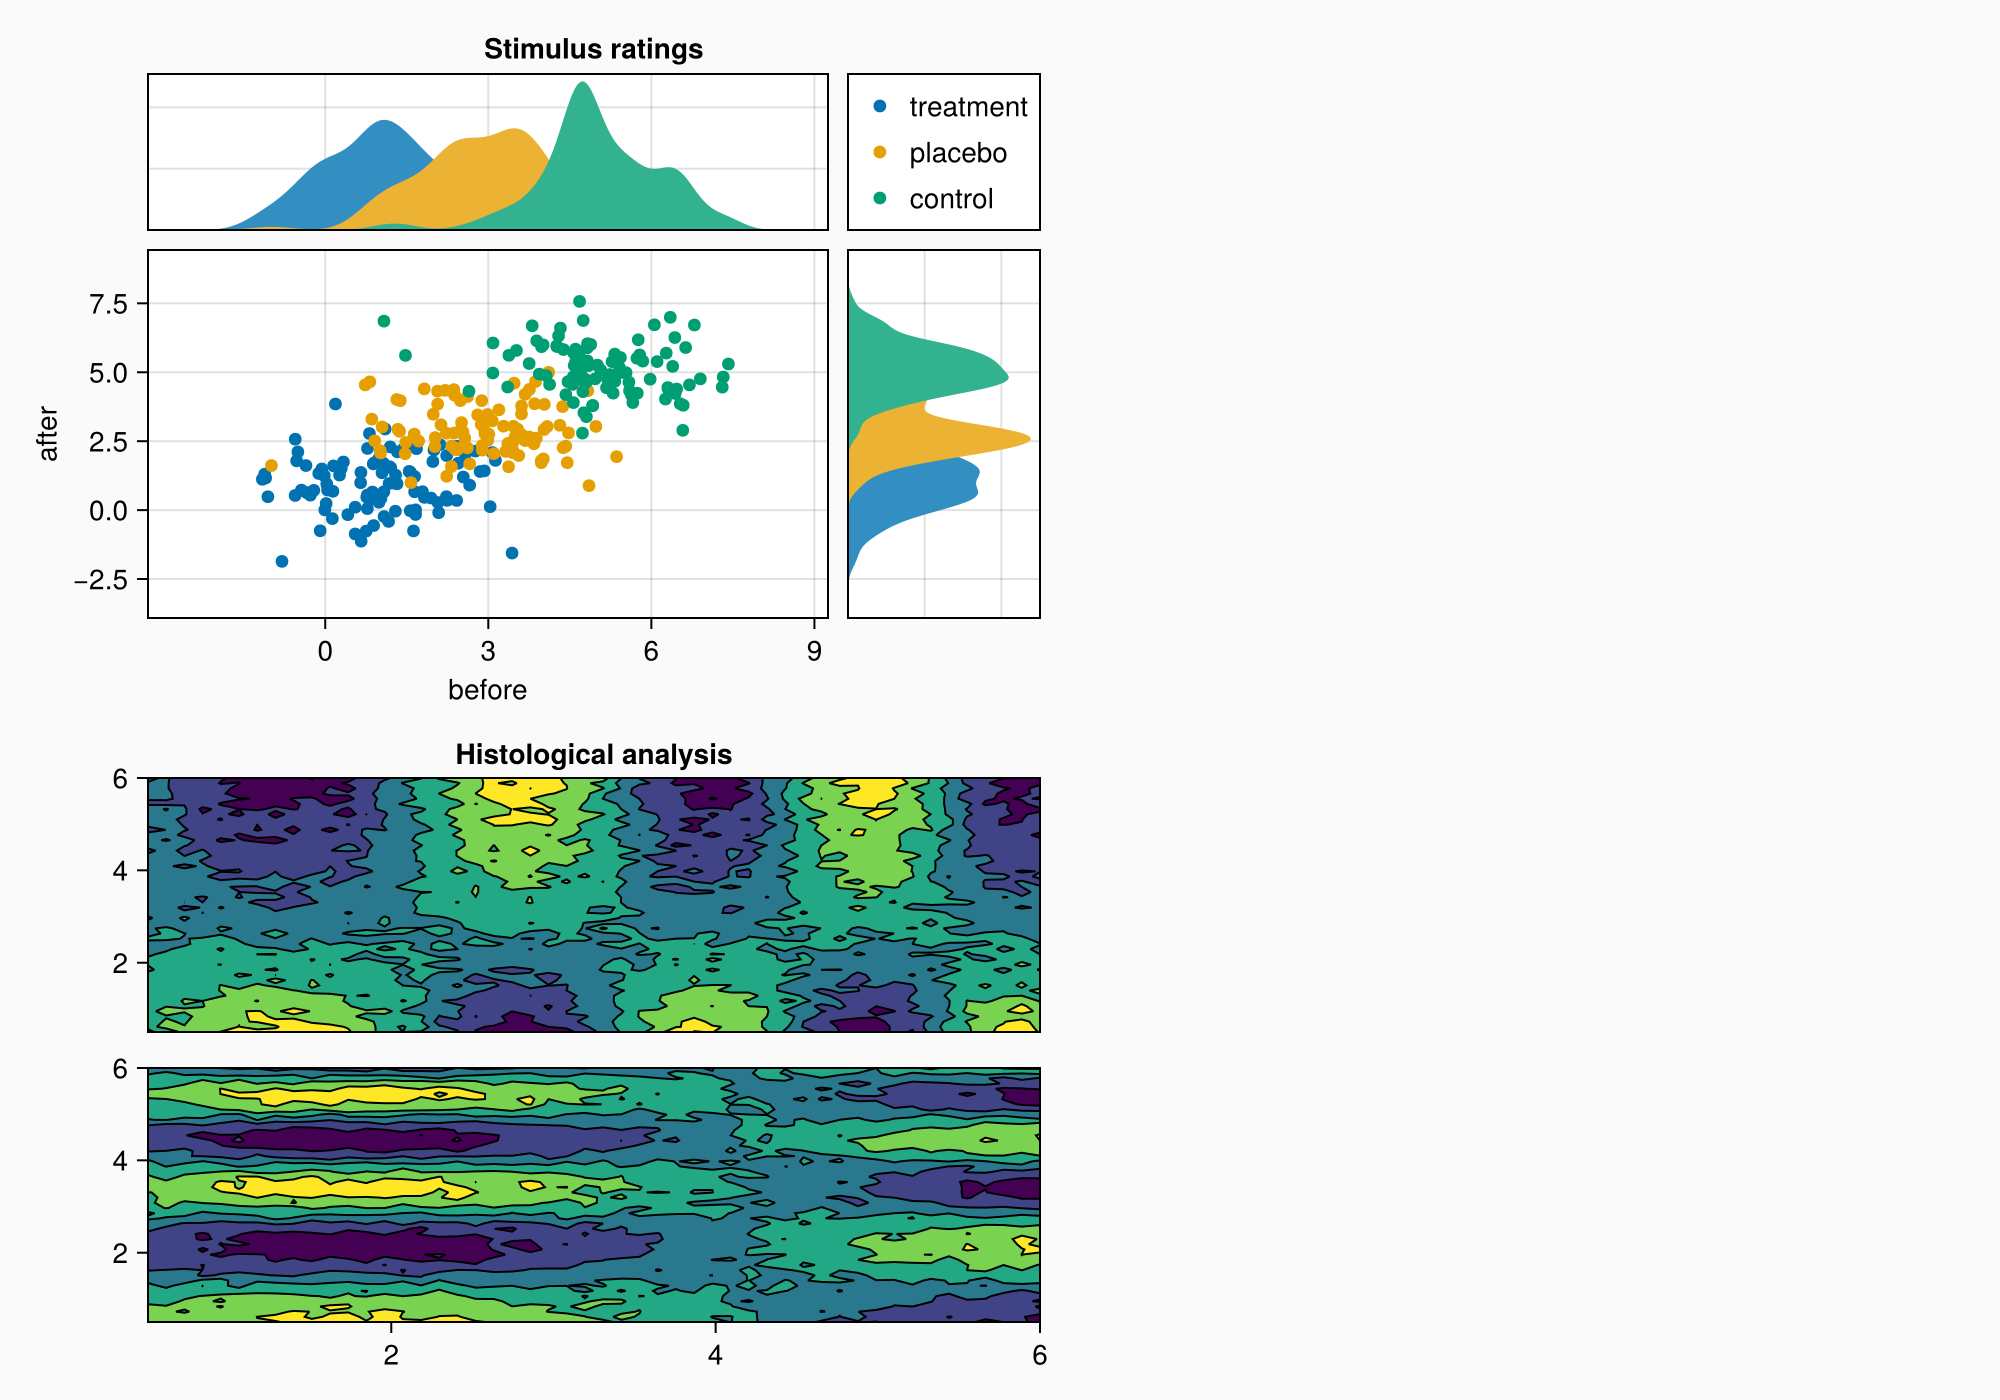 Stimulus ratings
treatment
placebo
control
7.5
5.0
2.5
0.0
−2.5
after
0 3 6 9
before
Histological analysis
6
4
2
6
4
2
2 4 6